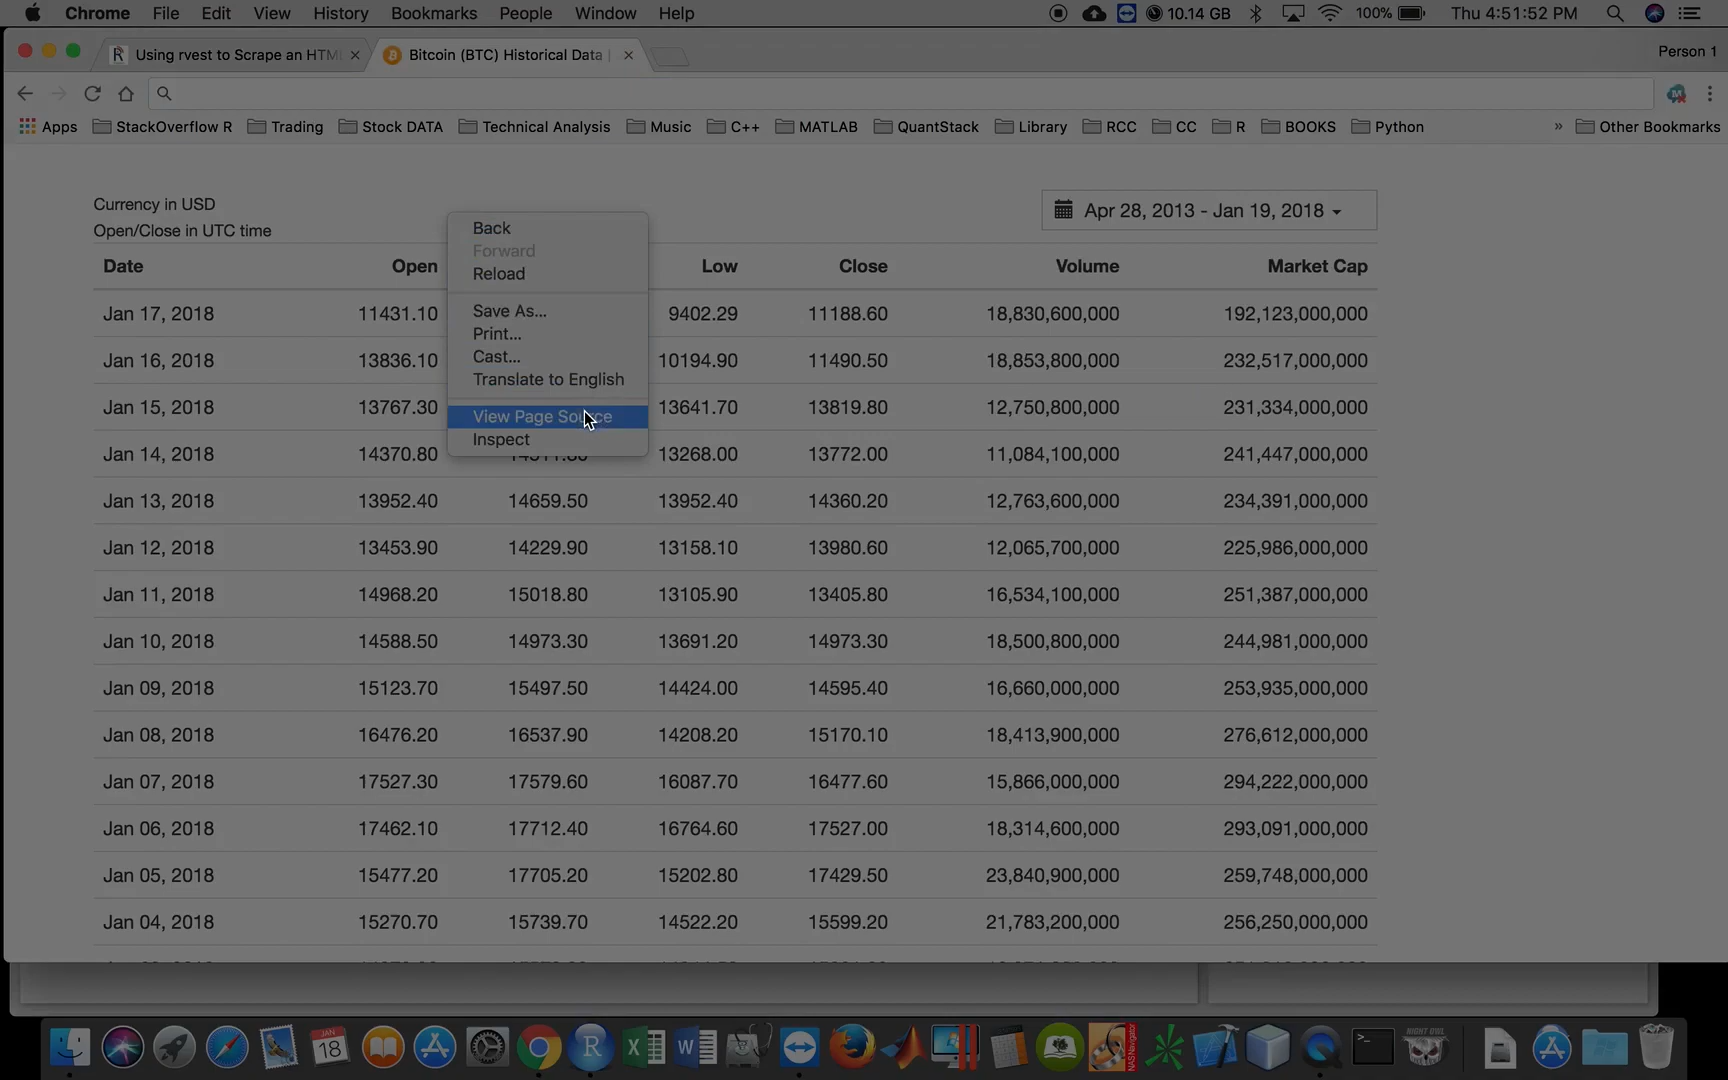 Chrome File Edit View History Bookmarks People Window Help 10.14 GB 100% Thu 4:51:52 PM
Using rvest to Scrape an HTM Bitcoin (BTC) Historical Data | Person 1
Apps StackOverflow R Trading Stock DATA Technical Analysis Music C++ MATLAB QuantStack Library RCC CC R BOOKS Python » Other Bookmarks
Currency in USD
Apr 28, 2013 - Jan 19, 2018
Open/Close in UTC time
Date Open Low Close Volume Market Cap
Jan 17, 2018 11431.10 9402.29 11188.60 18,830,600,000 192,123,000,000
Jan 16, 2018 13836.10 10194.90 11490.50 18,853,800,000 232,517,000,000
Jan 15, 2018 13767.30 13641.70 13819.80 12,750,800,000 231,334,000,000
Jan 14, 2018 14370.80 13268.00 13772.00 11,084,100,000 241,447,000,000
Jan 13, 2018 13952.40 14659.50 13952.40 14360.20 12,763,600,000 234,391,000,000
Jan 12, 2018 13453.90 14229.90 13158.10 13980.60 12,065,700,000 225,986,000,000
Jan 11, 2018 14968.20 15018.80 13105.90 13405.80 16,534,100,000 251,387,000,000
Jan 10, 2018 14588.50 14973.30 13691.20 14973.30 18,500,800,000 244,981,000,000
Jan 09, 2018 15123.70 15497.50 14424.00 14595.40 16,660,000,000 253,935,000,000
Jan 08, 2018 16476.20 16537.90 14208.20 15170.10 18,413,900,000 276,612,000,000
Jan 07, 2018 17527.30 17579.60 16087.70 16477.60 15,866,000,000 294,222,000,000
Jan 06, 2018 17462.10 17712.40 16764.60 17527.00 18,314,600,000 293,091,000,000
Jan 05, 2018 15477.20 17705.20 15202.80 17429.50 23,840,900,000 259,748,000,000
Jan 04, 2018 15270.70 15739.70 14522.20 15599.20 21,783,200,000 256,250,000,000
Back
Forward
Reload
Save As...
Print...
Cast...
Translate to English
View Page Source
Inspect
JAN
18
NIGHT OWL